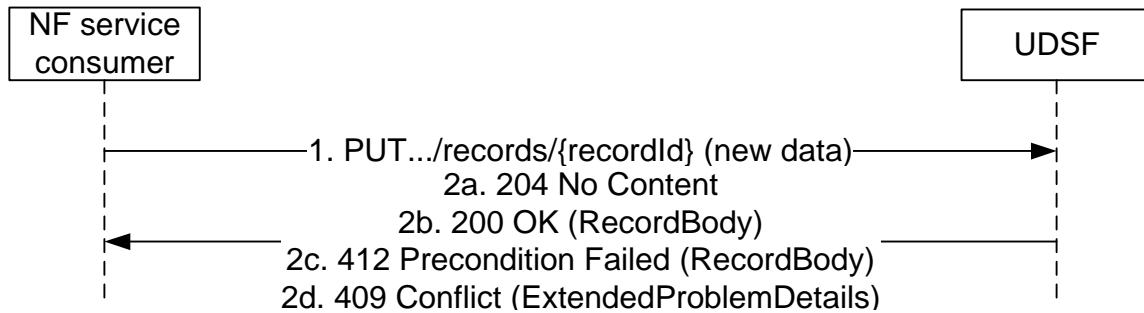 NF service
consumer
UDSF
1. PUT.../records/{recordId} (new data)
2a. 204 No Content
2b. 200 OK (RecordBody)
2c. 412 Precondition Failed (RecordBody)
2d. 409 Conflict (ExtendedProblemDetails)